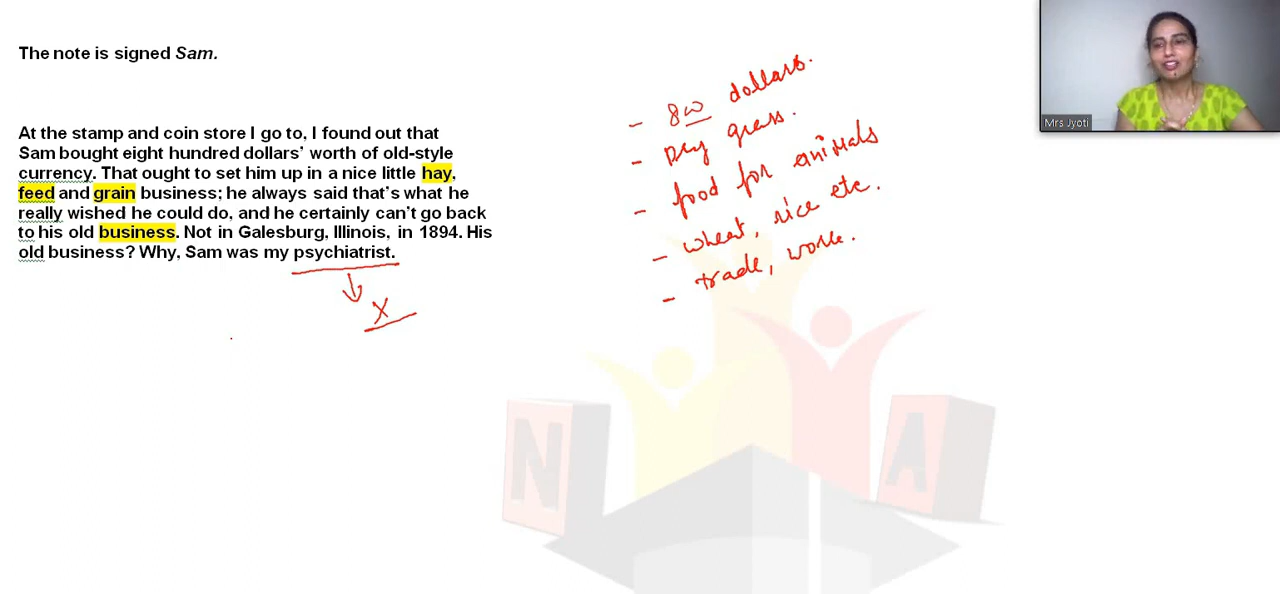 The note is signed Sam.
At the stamp and coin store I go to, I found out that
Sam bought eight hundred dollars’ worth of old-style
currency. That ought to set him up in a nice little hay,
feed and grain business; he always said that’s what he
really wished he could do, and he certainly can’t go back
to his old business. Not in Galesburg, Illinois, in 1894. His
old business? Why, Sam was my psychiatrist.
X
- 800 dollars.
- Dry grass.
- food for animals
- wheat, rice etc.
- trade, work.
Mrs Jyoti
N A